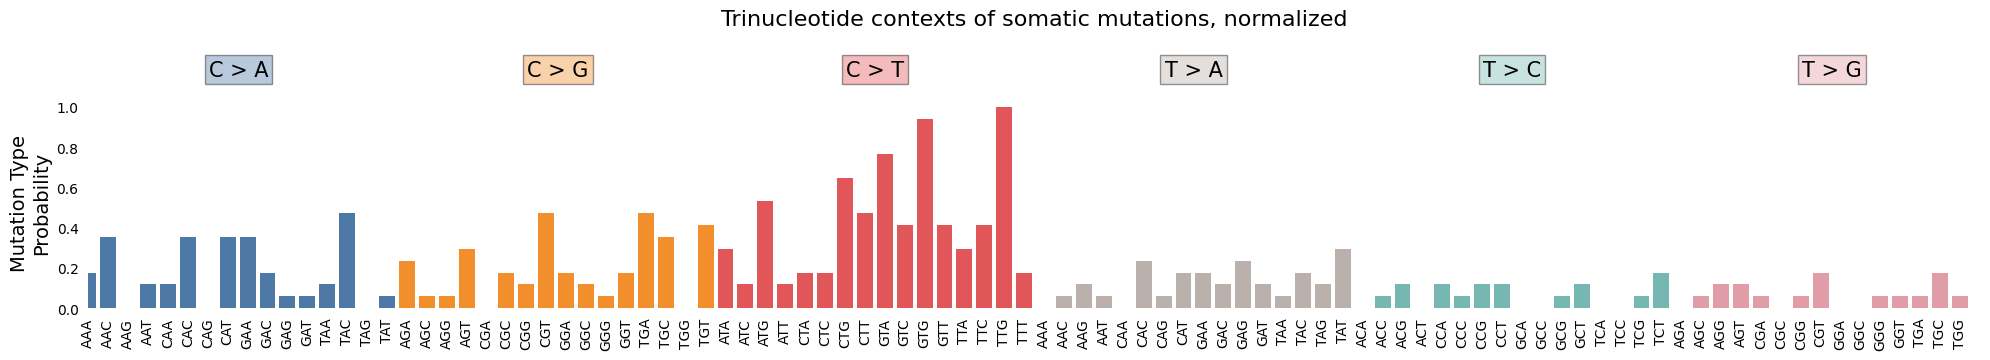 Trinucleotide contexts of somatic mutations, normalized
C > A
C > G
C > T
T > A
T > C
T > G
Mutation Type
Probability
1.0
0.8
0.6
0.4
0.2
0.0
AAA
AAC
AAG
AAT
CAA
CAC
CAG
CAT
GAA
GAC
GAG
GAT
TAA
TAC
TAG
TAT
AGA
AGC
AGG
AGT
CGA
CGC
CGG
CGT
GGA
GGC
GGG
GGT
TGA
TGC
TGG
TGT
ATA
ATC
ATG
ATT
CTA
CTC
CTG
CTT
GTA
GTC
GTG
GTT
TTA
TTC
TTG
TTT
AAA
AAC
AAG
AAT
CAA
CAC
CAG
CAT
GAA
GAC
GAG
GAT
TAA
TAC
TAG
TAT
ACA
ACC
ACG
ACT
CCA
CCC
CCG
CCT
GCA
GCC
GCG
GCT
TCA
TCC
TCG
TCT
AGA
AGC
AGG
AGT
CGA
CGC
CGG
CGT
GGA
GGC
GGG
GGT
TGA
TGC
TGG